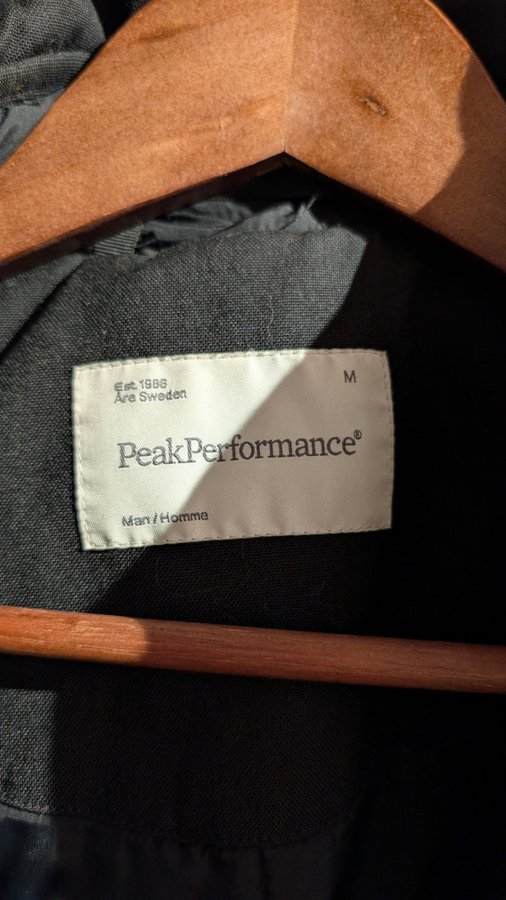 Est. 1986
Åre Sweden
M
PeakPerformance®
Man / Homme